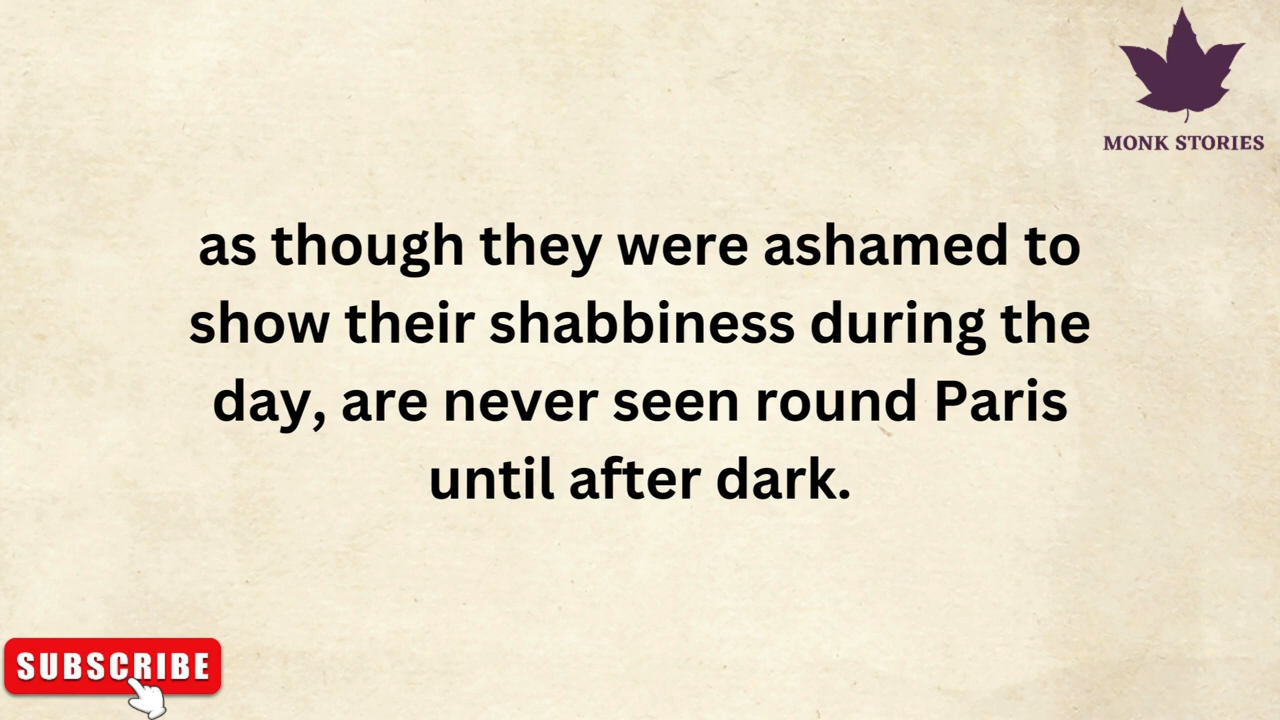 MONK STORIES
as though they were ashamed to
show their shabbiness during the
day, are never seen round Paris
until after dark.
SUBSCRIBE